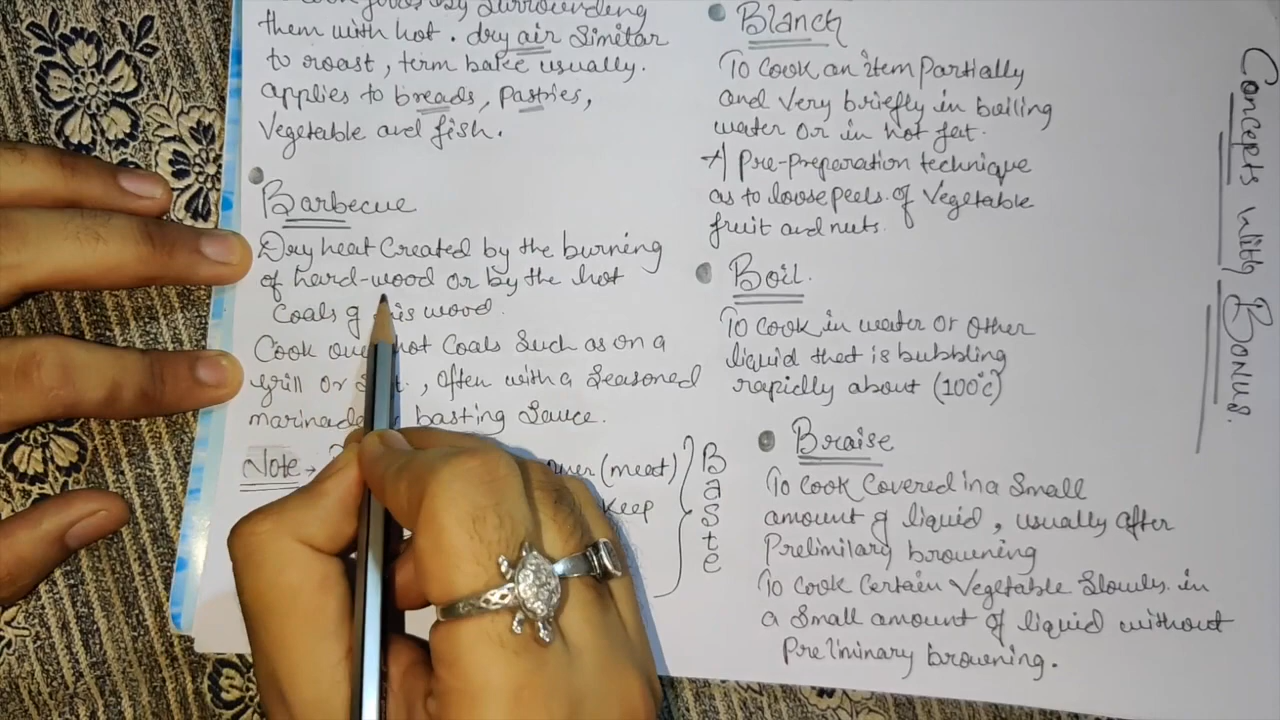 them with hot. dry air Similar
to roast, term bake usually.
applies to breads, pastries,
Vegetable and fish.
Barbecue
Dry heat Created by the burning
of hard-wood or by the hot
Coals of wood.
Cook over hot Coals Such as on a
grill or , often with a Seasoned
marinade basting Sauce.
Note → (meat)
Keep
Baste
Blanch
To Cook an item Partially
and Very briefly in boiling
water or in hot fat.
*) Pre-preparation technique
as to loose peels of Vegetable
fruit and nuts.
Boil.
To Cook in water or other
liquid that is bubbling
rapidly about (100°c)
Braise
To Cook Covered in a Small
amount of liquid, usually after
Prelimilary browning
To Cook Certain Vegetable Slowly in
a Small amount of liquid without
Preliminary browning.
Concepts With Bonus.